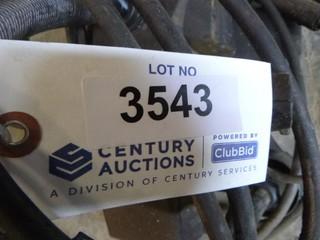 LOT NO
3543
CENTURY
AUCTIONS
POWERED BY
ClubBid
A DIVISION OF CENTURY SERVICES